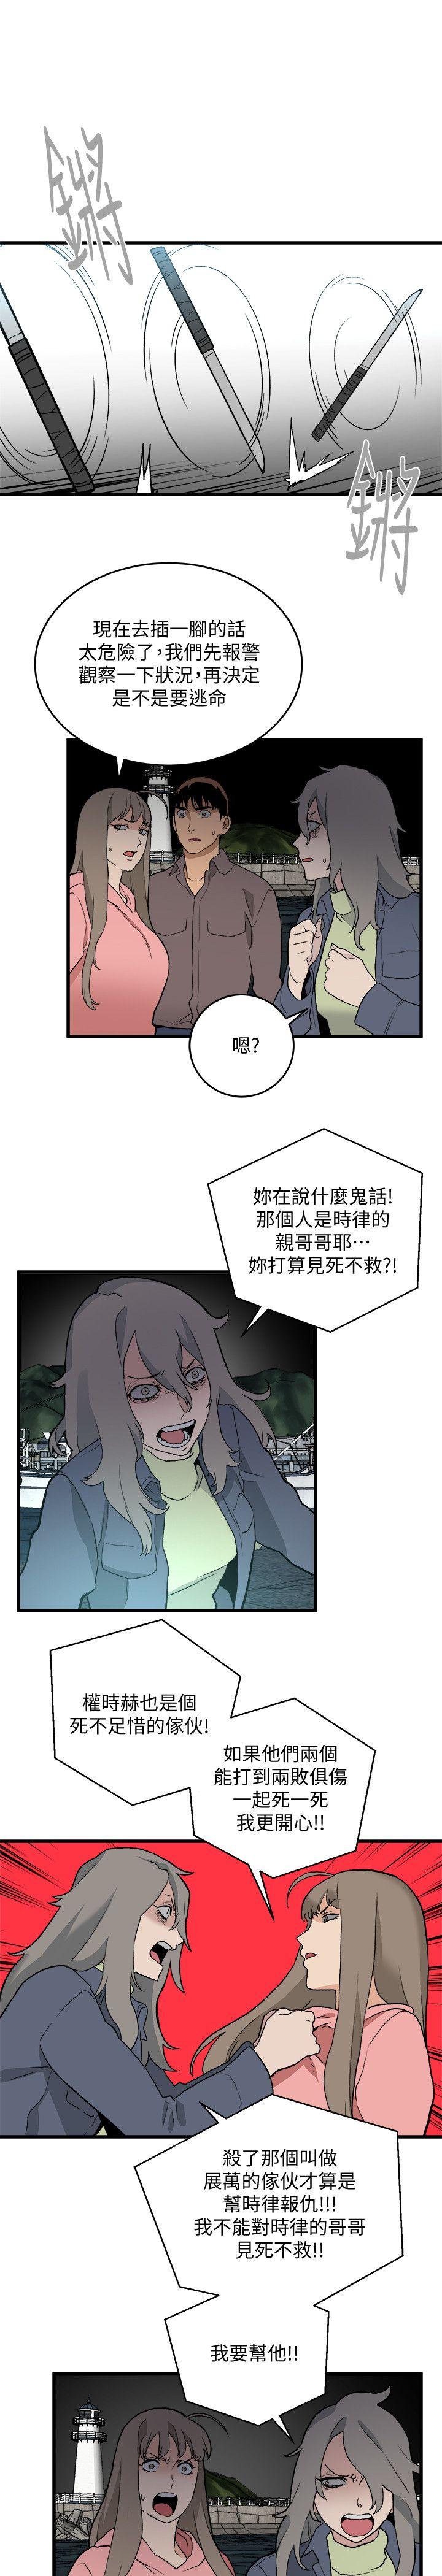 鏘
鏘
現在去插一腳的話
太危險了，我們先報警
觀察一下狀況，再決定
是不是要逃命
嗯?
妳在說什麼鬼話!
那個人是時律的
親哥哥耶…
妳打算見死不救?!
權時赫也是個
死不足惜的傢伙!
如果他們兩個
能打到兩敗俱傷
一起死一死
我更開心!!
殺了那個叫做
展萬的傢伙才算是
幫時律報仇!!!
我不能對時律的哥哥
見死不救!!
我要幫他!!